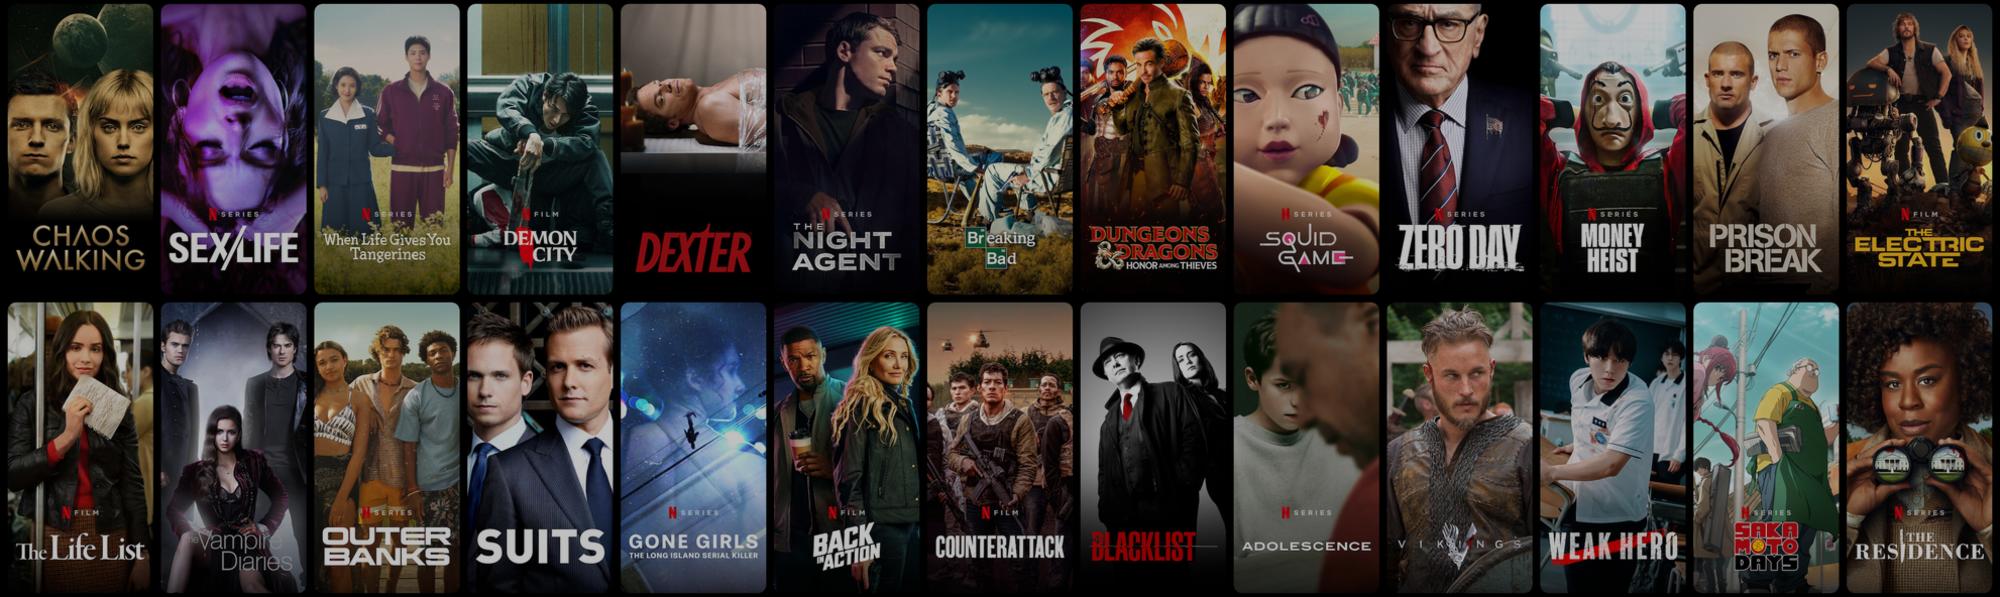 CHAOS
WALKING
N SERIES
SEX/LIFE
N SERIES
When Life Gives You
Tangerines
N FILM
DEMON
CITY
DEXTER
N SERIES
THE
NIGHT
AGENT
Breaking
Bad
DUNGEONS
& DRAGONS
HONOR AMONG THIEVES
N SERIES
SQUID
GAME
N SERIES
ZERO DAY
N SERIES
MONEY
HEIST
PRISON
BREAK
N FILM
THE
ELECTRIC
STATE
N FILM
The Life List
The Vampire
Diaries
N SERIES
OUTER
BANKS
SUITS
N SERIES
GONE GIRLS
THE LONG ISLAND SERIAL KILLER
N FILM
BACK
IN ACTION
N FILM
COUNTERATTACK
THE BLACKLIST
N SERIES
ADOLESCENCE
VIKINGS
WEAK HERO
N SERIES
SAKA
MOTO
DAYS
N SERIES
THE
RESIDENCE